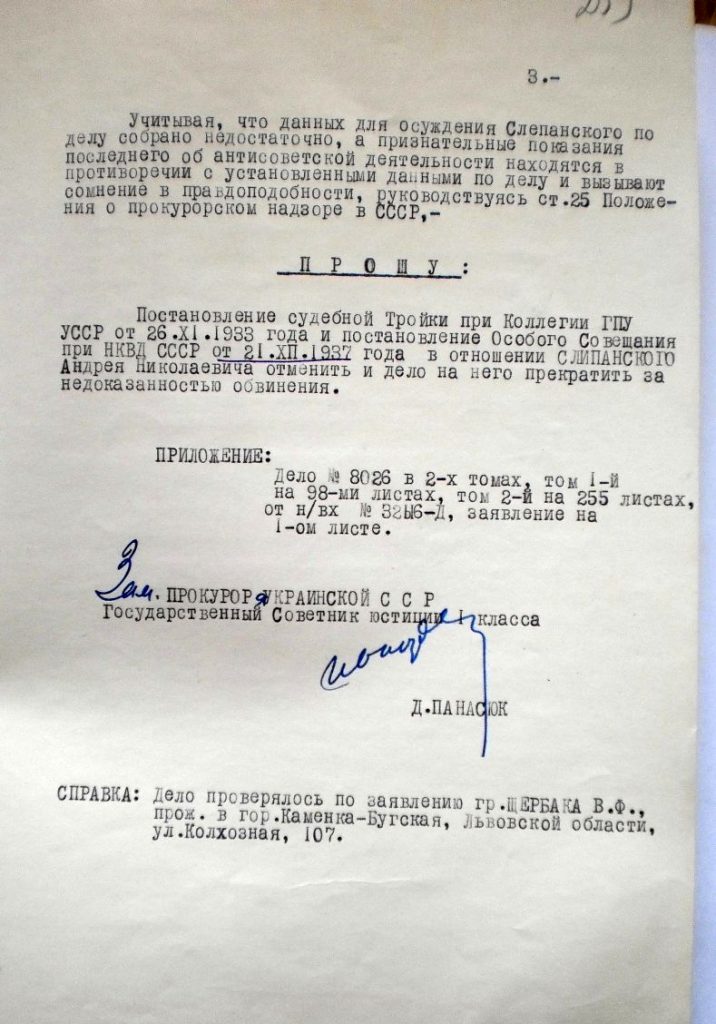 3.-
Учитывая, что данных для осуждения Слепанского по
делу собрано недостаточно, а признательные показания
последнего об антисоветской деятельности находятся в
противоречии с установленными данными по делу и вызывают
сомнение в правдоподобности, руководствуясь ст.25 Положе-
ния о прокурорском надзоре в СССР,-
П Р О Ш У :
Постановление судебной Тройки при Коллегии ГПУ
УССР от 26.XI.1933 года и постановление Особого Совещания
при НКВД СССР от 21.XII.1937 года в отношении СЛИПАНСКОГО
Андрея Николаевича отменить и дело на него прекратить за
недоказанностью обвинения.
ПРИЛОЖЕНИЕ:
Дело № 8026 в 2-х томах, том I-й
на 98-ми листах, том 2-й на 255 листах,
от н/вх № заявление на
I-ом листе.
Зам. ПРОКУРОРА УКРАИНСКОЙ С С Р
Государственный Советник юстиции I класса
Д.ПАНАСЮК
СПРАВКА: Дело проверялось по заявлению гр.ЩЕРБАКА В.Ф.,
прож. в гор.Каменка-Бугская, Львовской области,
ул.Колхозная, 107.